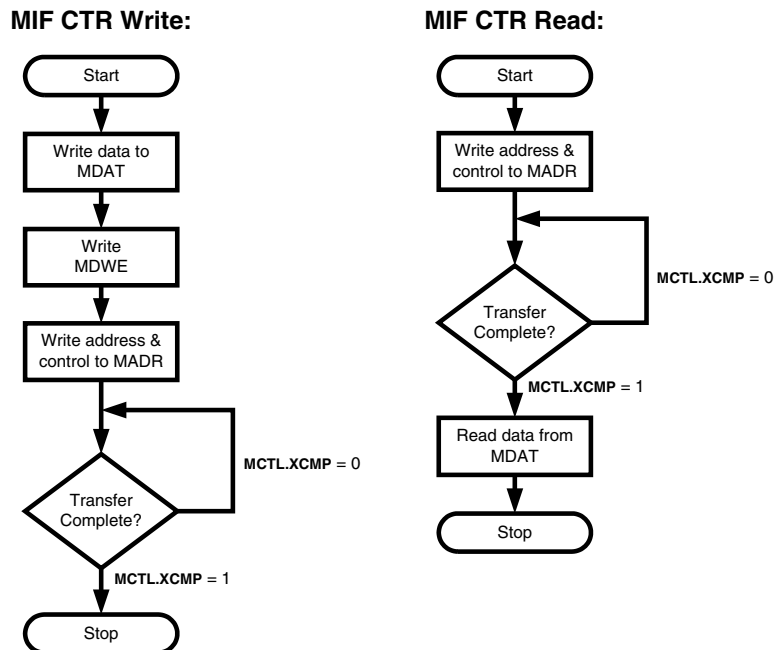 MIF CTR Write:
Start
Write data to
MDAT
Write
MDWE
Write address &
control to MADR
MCTL.XCMP = 0
Transfer
Complete?
MCTL.XCMP = 1
Stop
MIF CTR Read:
Start
Write address &
control to MADR
MCTL.XCMP = 0
Transfer
Complete?
MCTL.XCMP = 1
Read data from
MDAT
Stop